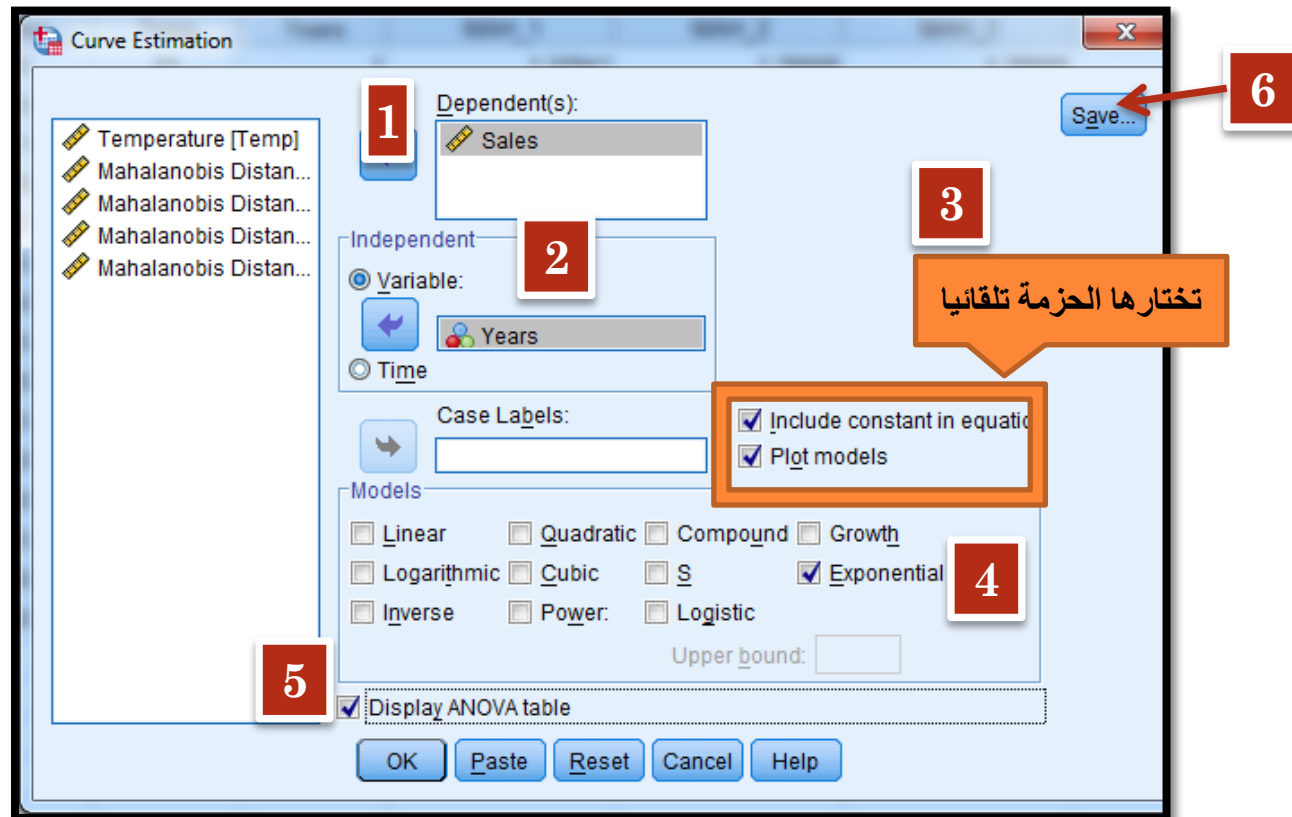 Curve Estimation
1
Dependent(s):
Save...
6
Temperature [Temp]
Mahalanobis Distan...
Mahalanobis Distan...
Mahalanobis Distan...
Mahalanobis Distan...
Sales
3
تختارها الحزمة تلقائيا
Independent
2
Variable:
Years
Time
Case Labels:
Include constant in equatio
Plot models
Models
Linear Quadratic Compound Growth
Logarithmic Cubic S Exponential
4
Inverse Power: Logistic
Upper bound:
5
Display ANOVA table
OK Paste Reset Cancel Help